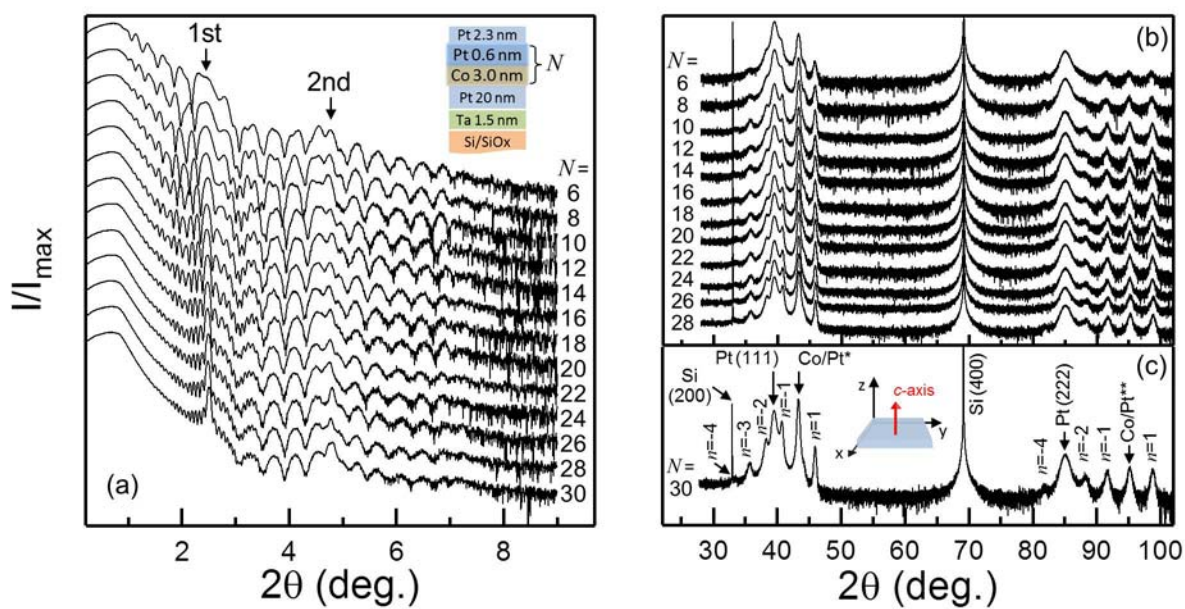 1st
2nd
Pt 2.3 nm
Pt 0.6 nm
Co 3.0 nm
N
Pt 20 nm
Ta 1.5 nm
Si/SiOx
N =
6
8
10
12
14
16
18
20
22
24
26
28
30
(a)
I/Imax
2 4 6 8
2θ (deg.)
(b)
N =
6
8
10
12
14
16
18
20
22
24
26
28
(c)
Si
(200)
Pt (111)
Co/Pt*
n=-4
n=-3
n=-2
n=-1
n=1
z
c-axis
y
x
Si (400)
n=-4
Pt (222)
n=-2
n=-1
Co/Pt**
n=1
N =
30
30 40 50 60 70 80 90 100
2θ (deg.)